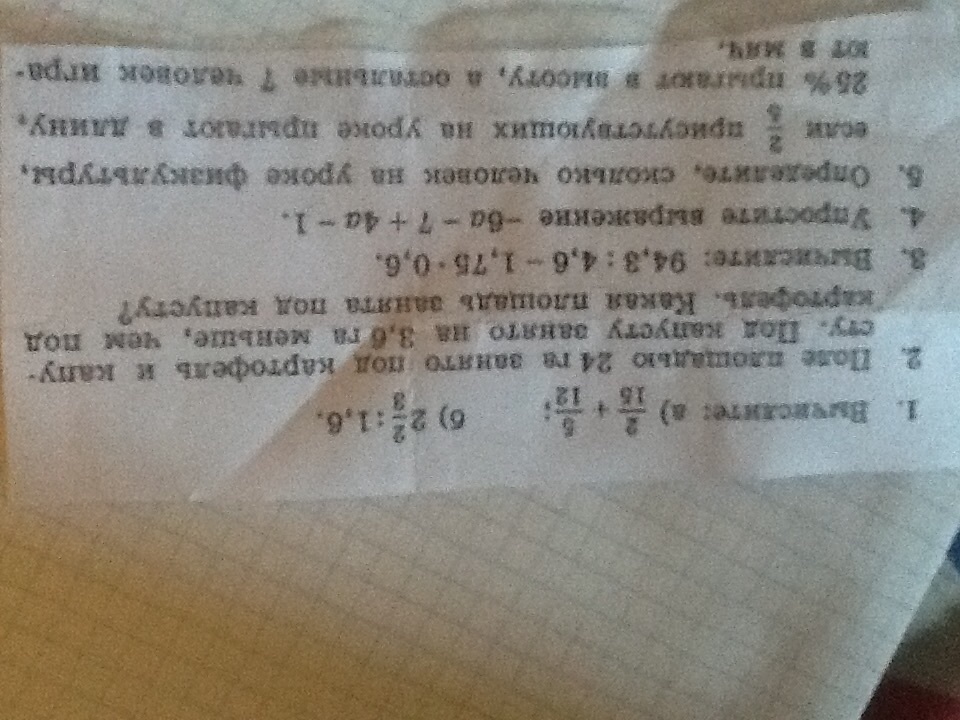 1. Вычислите: а) 2/15 + 5/12; б) 2 2/3 : 1,6.
2. Поле площадью 24 га занято под картофель и капу-
сту. Под капусту занято на 3,6 га меньше, чем под
картофель. Какая площадь занята под капусту?
3. Вычислите: 94,3 : 4,6 − 1,75 · 0,6.
4. Упростите выражение −6a − 7 + 4a − 1.
5. Определите, сколько человек на уроке физкультуры,
если 2/5 присутствующих на уроке прыгают в длину,
25% прыгают в высоту, а остальные 7 человек игра-
ют в мяч.